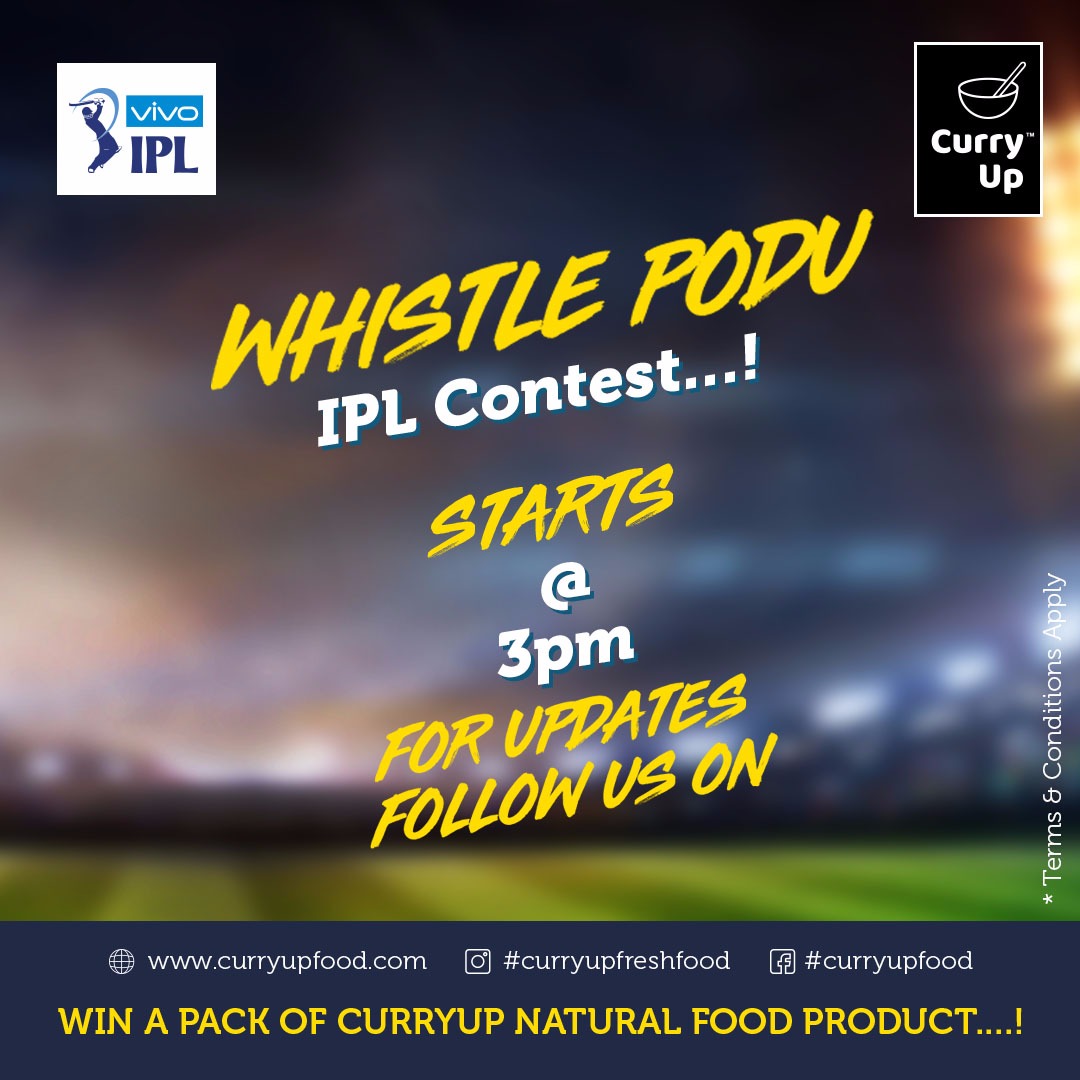 vivo
IPL
Curry™
Up
WHISTLE PODU
IPL Contest...!
STARTS
@
3pm
FOR UPDATES
FOLLOW US ON
* Terms & Conditions Apply
www.curryupfood.com #curryupfreshfood #curryupfood
WIN A PACK OF CURRYUP NATURAL FOOD PRODUCT....!